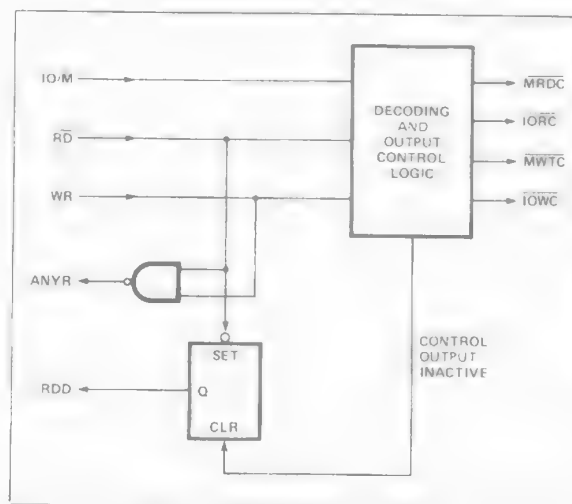 IO/M
RD
WR
ANYR
RDD
DECODING
AND
OUTPUT
CONTROL
LOGIC
MRDC
IORC
MWTC
IOWC
SET
Q
CLR
CONTROL
OUTPUT
INACTIVE